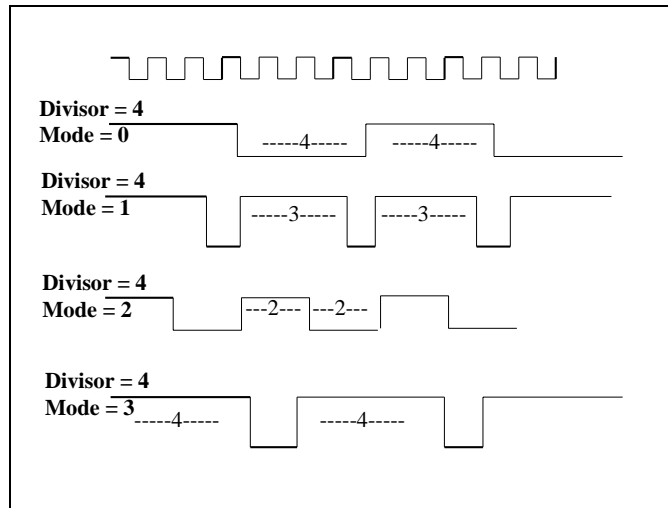 Divisor = 4
Mode = 0
-----4----- -----4-----
Divisor = 4
Mode = 1
-----3----- -----3-----
Divisor = 4
Mode = 2
---2--- ---2---
Divisor = 4
Mode = 3
-----4----- -----4-----